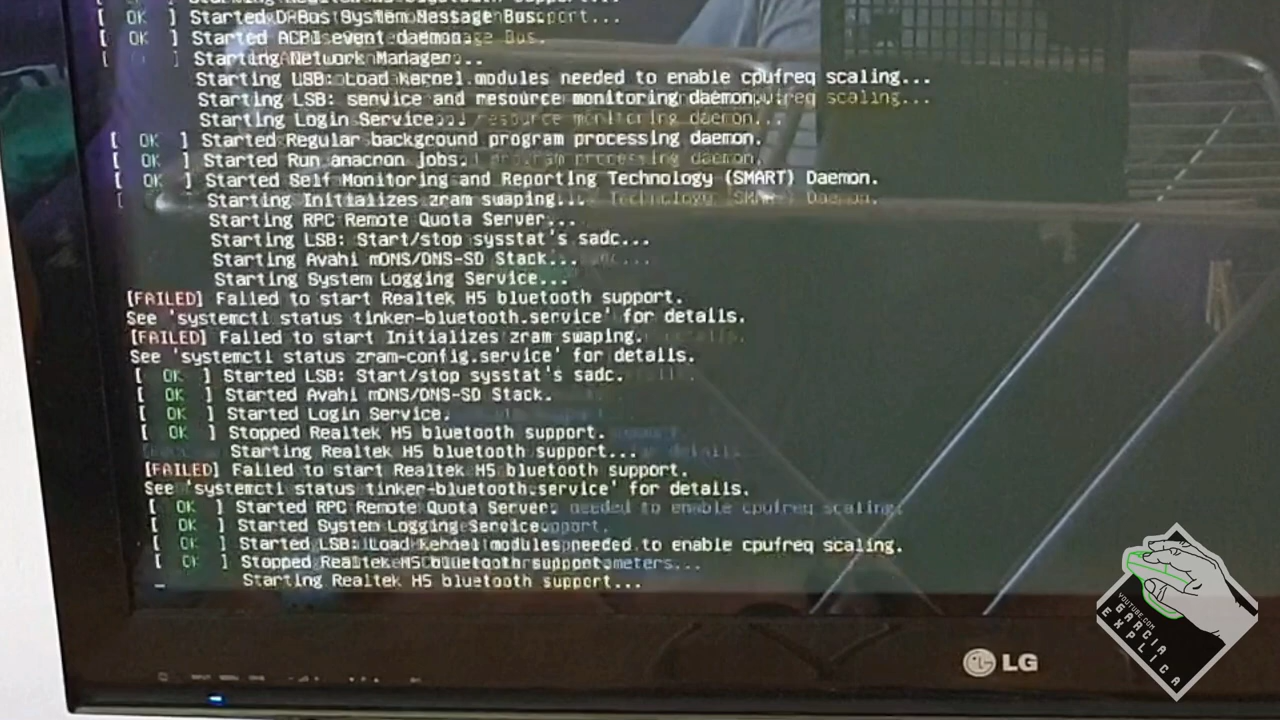 [ OK ] Started D-Bus System Message Bus.
[ OK ] Started ACPI event daemon.
[ ] Starting Network Manager...
Starting LSB: Load kernel modules needed to enable cpufreq scaling...
Starting LSB: service and resource monitoring daemon...
Starting Login Service...
[ OK ] Started Regular background program processing daemon.
[ OK ] Started Run anacron jobs.
[ OK ] Started Self Monitoring and Reporting Technology (SMART) Daemon.
[ Starting Initializes zram swaping...
Starting RPC Remote Quota Server...
Starting LSB: Start/stop sysstat's sadc...
Starting Avahi mDNS/DNS-SD Stack...
Starting System Logging Service...
[FAILED] Failed to start Realtek H5 bluetooth support.
See 'systemctl status tinker-bluetooth.service' for details.
[FAILED] Failed to start Initializes zram swaping.
See 'systemctl status zram-config.service' for details.
[ OK ] Started LSB: Start/stop sysstat's sadc.
[ OK ] Started Avahi mDNS/DNS-SD Stack.
[ OK ] Started Login Service.
[ OK ] Stopped Realtek H5 bluetooth support.
Starting Realtek H5 bluetooth support...
[FAILED] Failed to start Realtek H5 bluetooth support.
See 'systemctl status tinker-bluetooth.service' for details.
[ OK ] Started RPC Remote Quota Server.
[ OK ] Started System Logging Service.
[ OK ] Started LSB: Load kernel modules needed to enable cpufreq scaling.
[ OK ] Stopped Realtek H5 bluetooth support.
_ Starting Realtek H5 bluetooth support...
LG
YOUTUBE.COM
GARCIA
EXPLICA